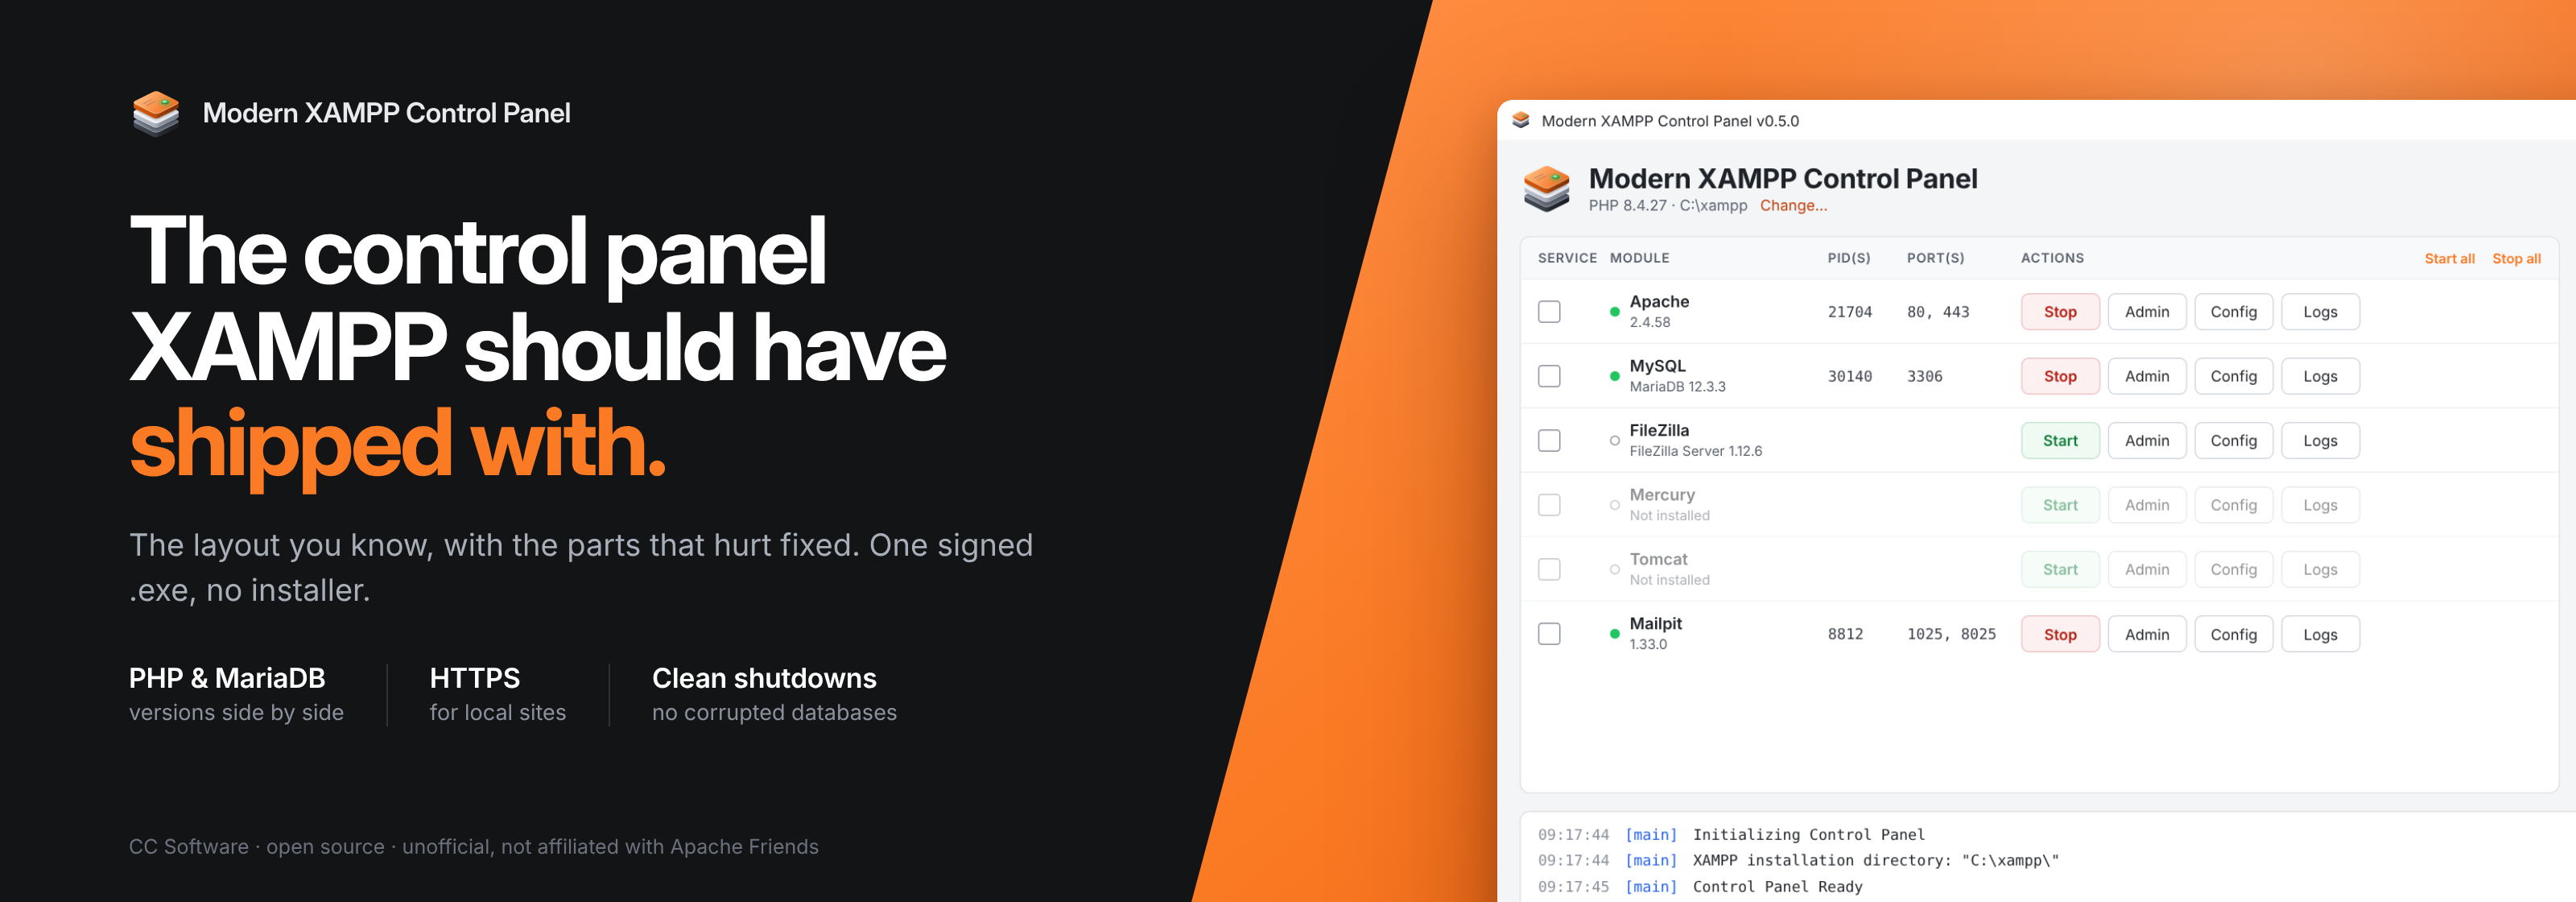 Modern XAMPP Control Panel
The control panel
XAMPP should have
shipped with.
The layout you know, with the parts that hurt fixed. One signed
.exe, no installer.
PHP & MariaDB
versions side by side
HTTPS
for local sites
Clean shutdowns
no corrupted databases
CC Software · open source · unofficial, not affiliated with Apache Friends
Modern XAMPP Control Panel v0.5.0
Modern XAMPP Control Panel
PHP 8.4.27 · C:\xampp Change...
SERVICE MODULE PID(S) PORT(S) ACTIONS Start all Stop all
Apache
2.4.58
21704 80, 443 Stop Admin Config Logs
MySQL
MariaDB 12.3.3
30140 3306 Stop Admin Config Logs
FileZilla
FileZilla Server 1.12.6
Start Admin Config Logs
Mercury
Not installed
Start Admin Config Logs
Tomcat
Not installed
Start Admin Config Logs
Mailpit
1.33.0
8812 1025, 8025 Stop Admin Config Logs
09:17:44 [main] Initializing Control Panel
09:17:44 [main] XAMPP installation directory: "C:\xampp\"
09:17:45 [main] Control Panel Ready